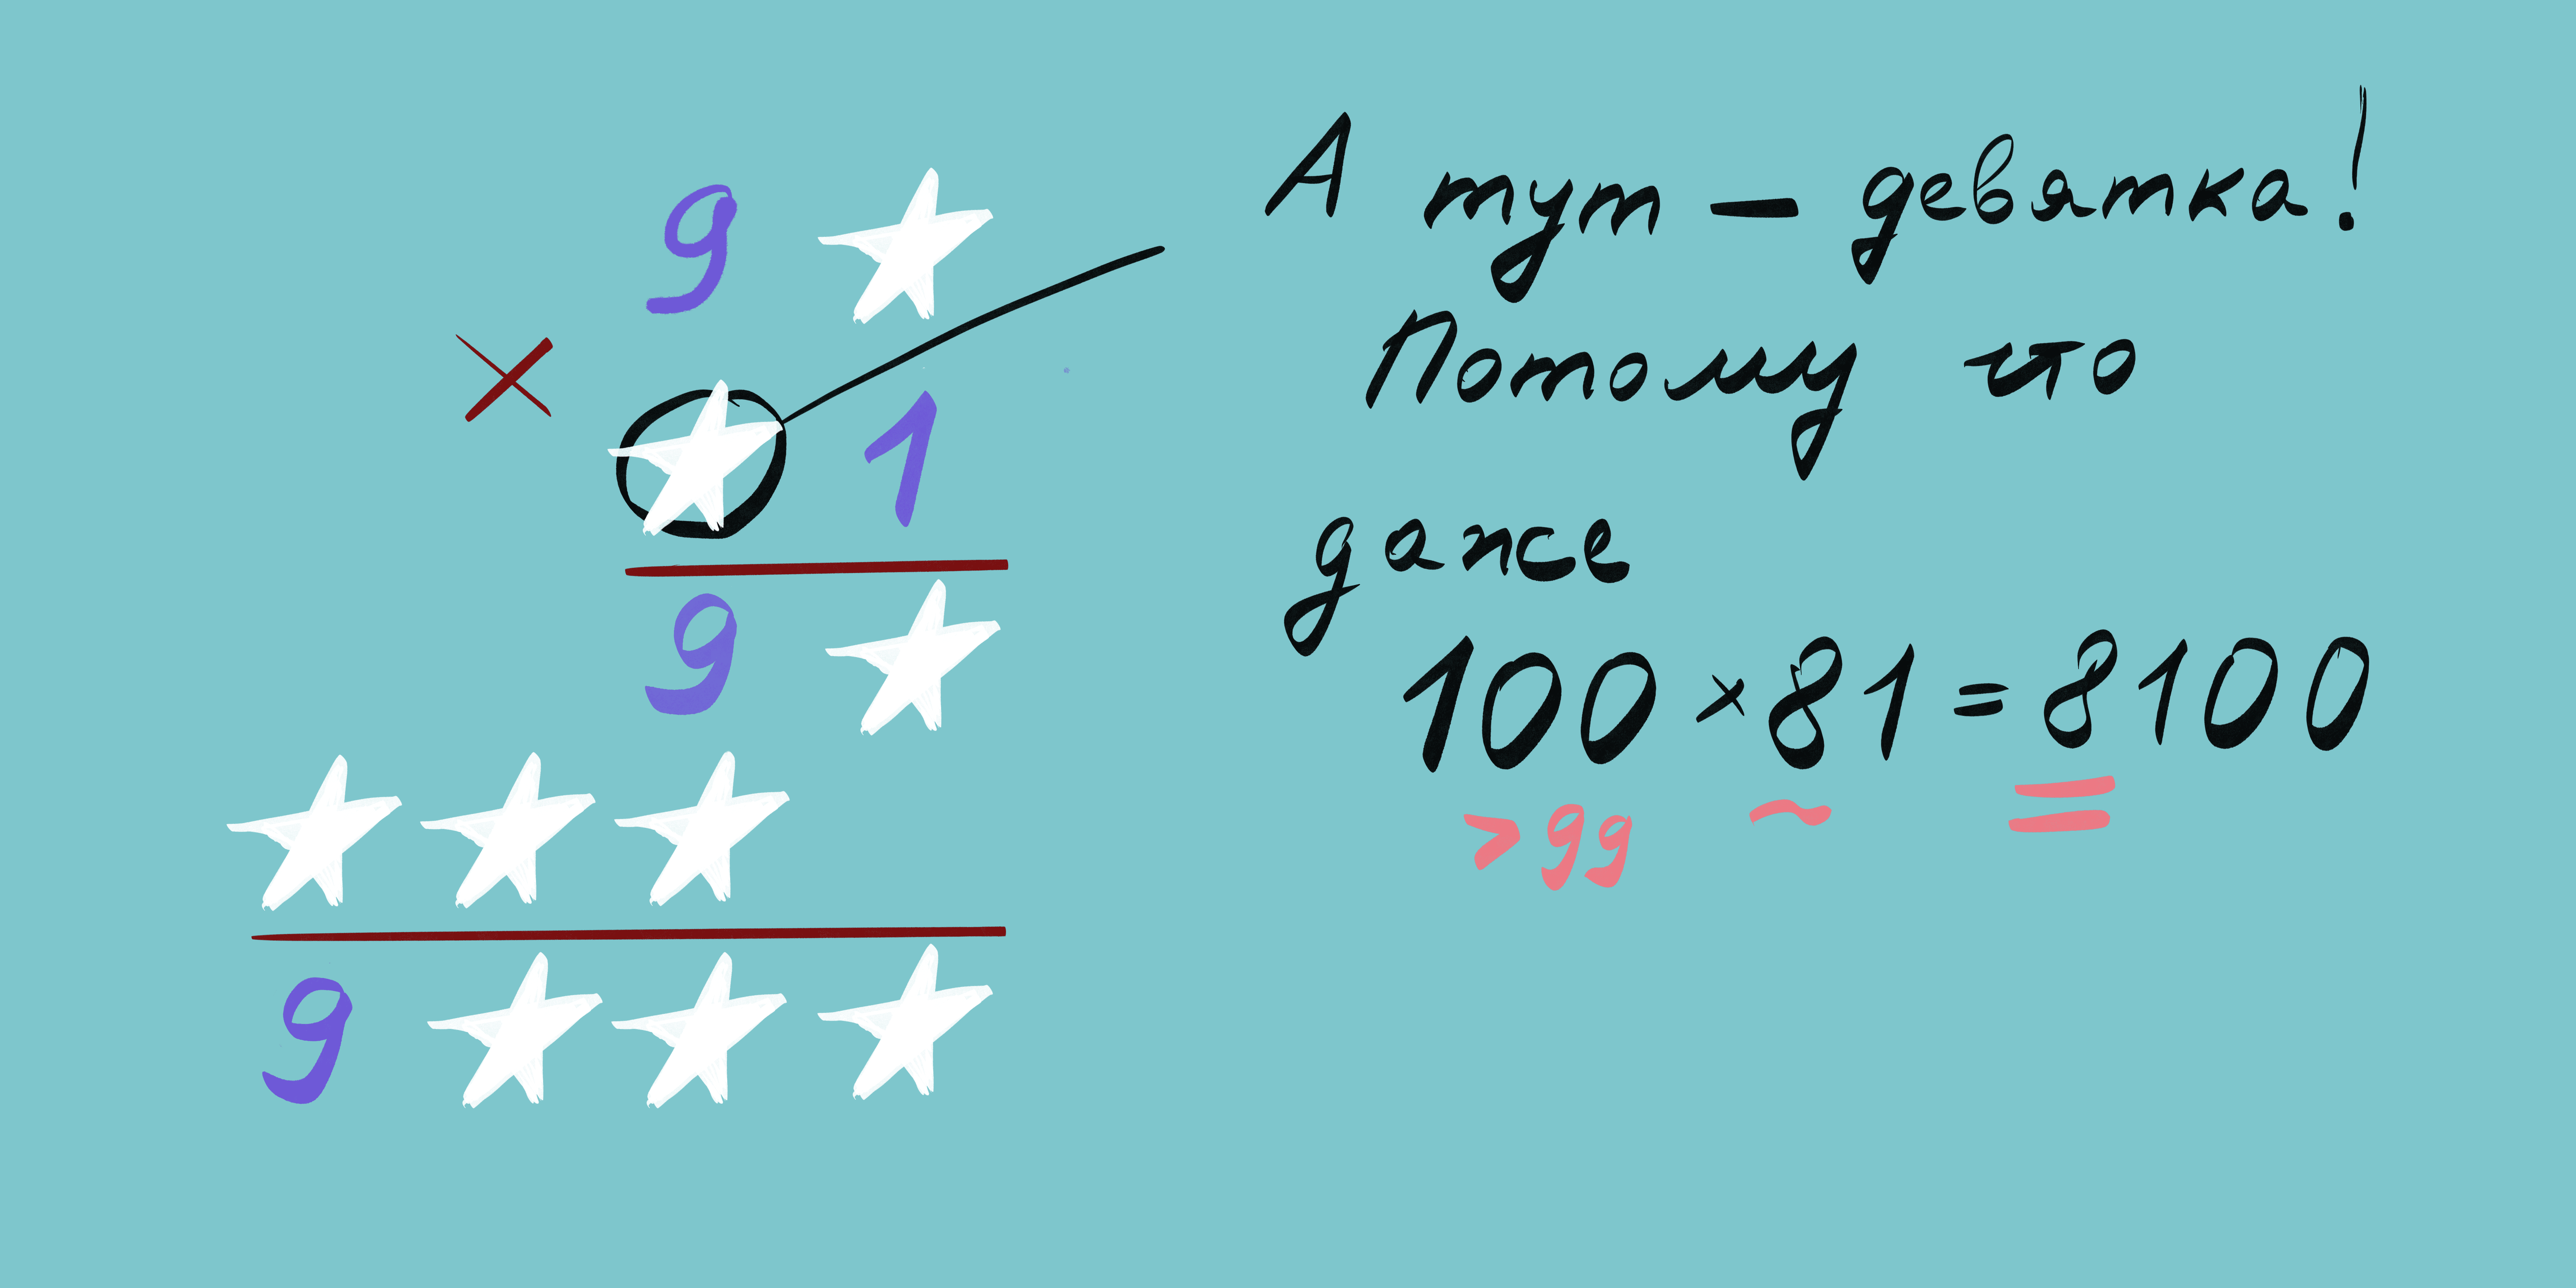 9 ★
× ★ 1
9 ★
★ ★ ★
9 ★ ★ ★
А тут – девятка!
Потому что
даже
100 × 81 = 8100
> 99 ~ =